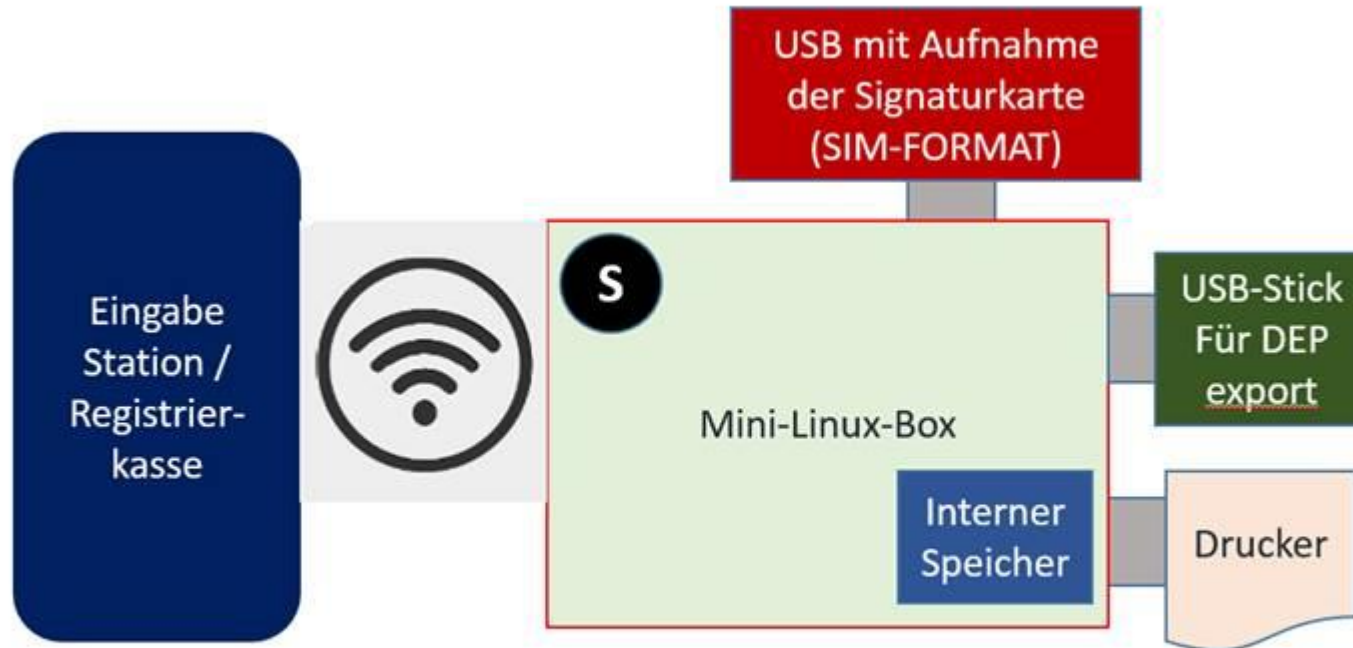 USB mit Aufnahme
der Signaturkarte
(SIM-FORMAT)
Eingabe
Station /
Registrier-
kasse
S
Mini-Linux-Box
Interner
Speicher
USB-Stick
Für DEP
export
Drucker